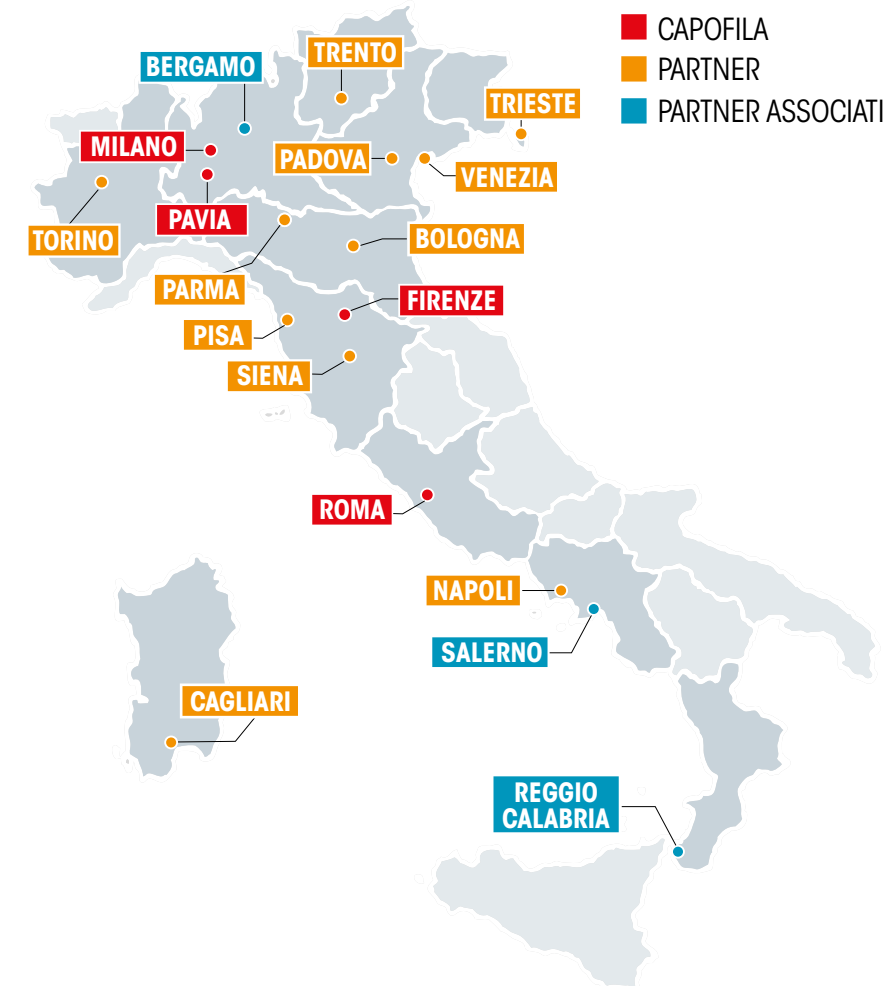 CAPOFILA
PARTNER
PARTNER ASSOCIATI
TRENTO
BERGAMO
TRIESTE
MILANO
PADOVA
VENEZIA
PAVIA
TORINO
BOLOGNA
PARMA
FIRENZE
PISA
SIENA
ROMA
NAPOLI
SALERNO
CAGLIARI
REGGIO
CALABRIA